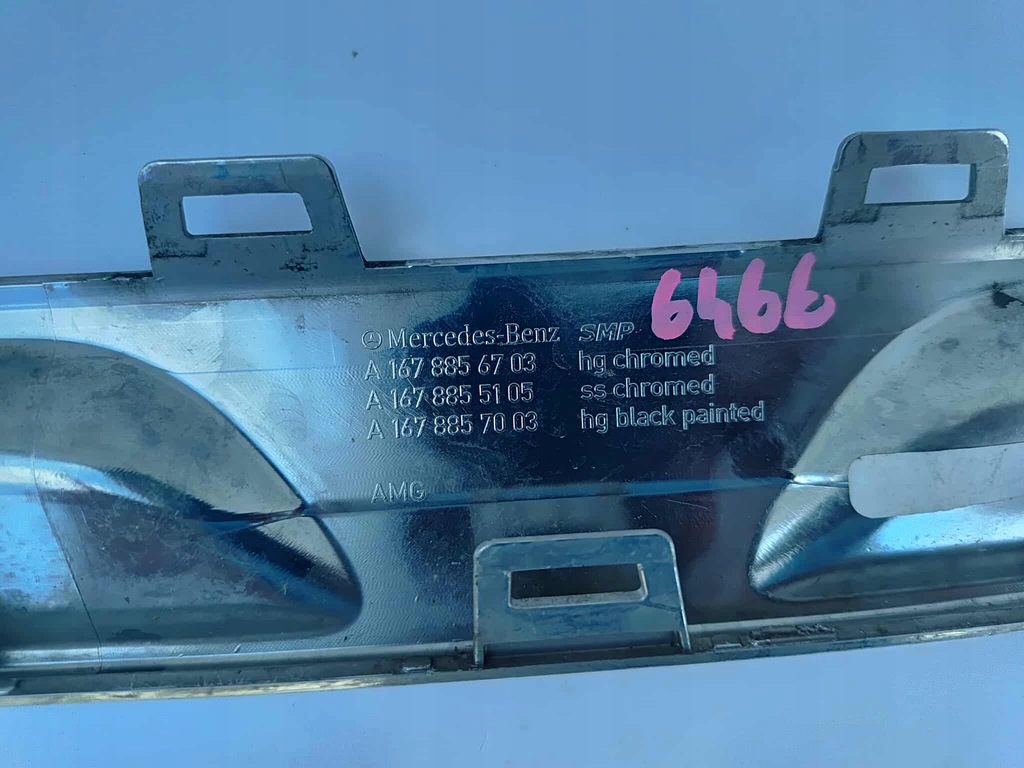 Mercedes-Benz SMP
A 167 885 67 03 hg chromed
A 167 885 51 05 ss chromed
A 167 885 70 03 hg black painted
AMG